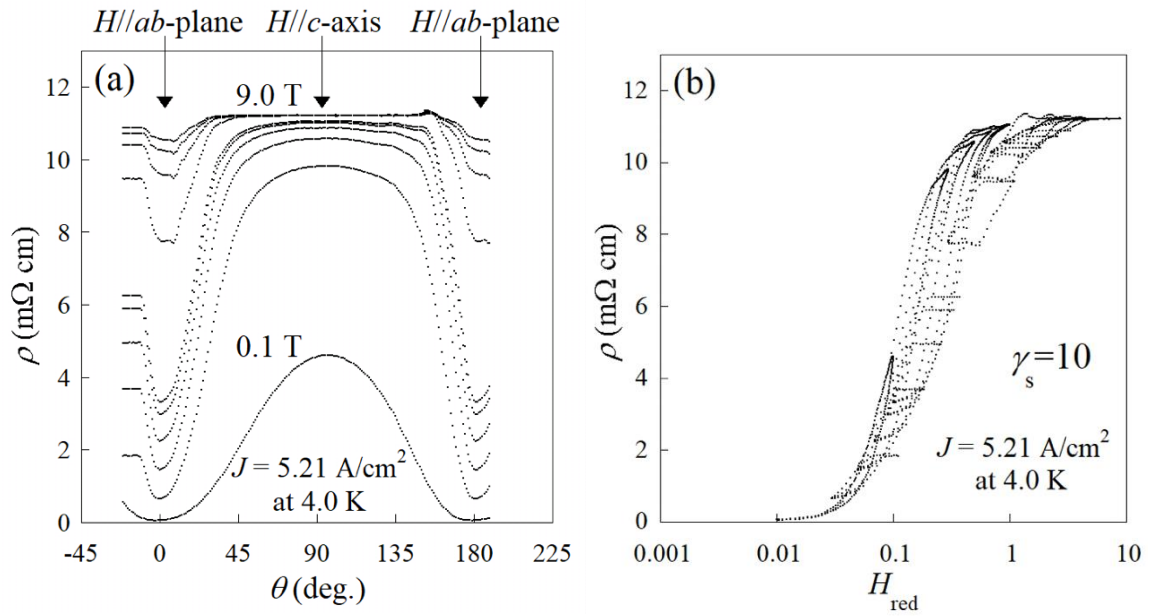 H//ab-plane H//c-axis H//ab-plane
(a)
9.0 T
0.1 T
J = 5.21 A/cm²
at 4.0 K
ρ (mΩ cm)
12
10
8
6
4
2
0
-45 0 45 90 135 180 225
θ (deg.)
(b)
γs=10
J = 5.21 A/cm²
at 4.0 K
ρ (mΩ cm)
12
10
8
6
4
2
0
0.001 0.01 0.1 1 10
Hred